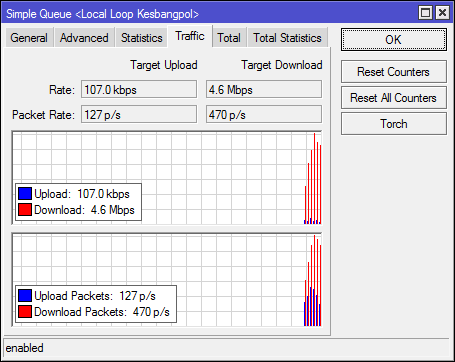 Simple Queue <Local Loop Kesbangpol>
General Advanced Statistics Traffic Total Total Statistics
Target Upload Target Download
Rate: 107.0 kbps 4.6 Mbps
Packet Rate: 127 p/s 470 p/s
Upload: 107.0 kbps
Download: 4.6 Mbps
Upload Packets: 127 p/s
Download Packets: 470 p/s
OK
Reset Counters
Reset All Counters
Torch
enabled